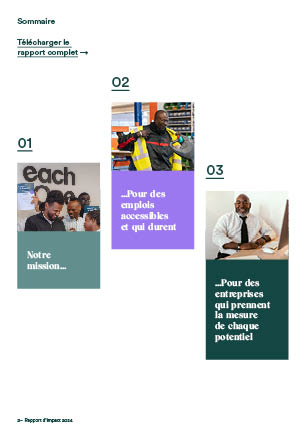 Sommaire
Télécharger le
rapport complet →
01
each
one
Notre
mission...
02
...Pour des
emplois
accessibles
et qui durent
03
...Pour des
entreprises
qui prennent
la mesure
de chaque
potentiel
2– Rapport d'impact 2024